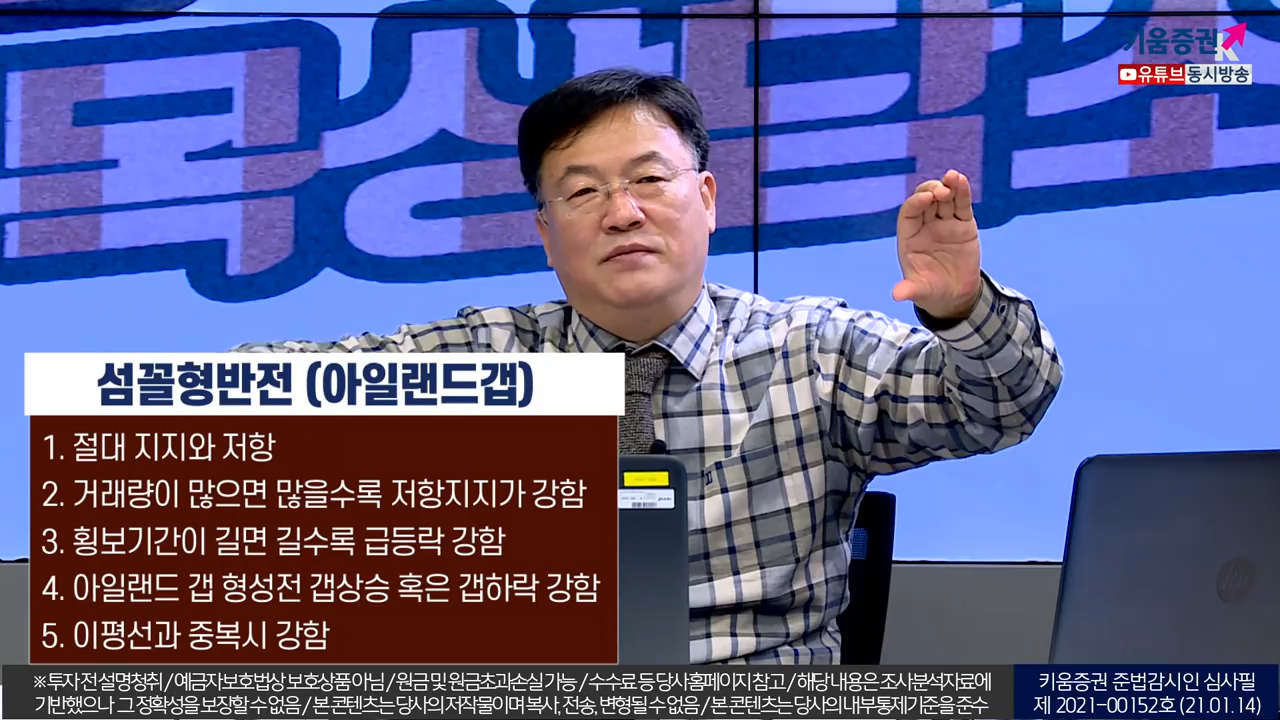 키움증권
유튜브 동시방송
섬꼴형반전 (아일랜드갭)
1. 절대 지지와 저항
2. 거래량이 많으면 많을수록 저항지지가 강함
3. 횡보기간이 길면 길수록 급등락 강함
4. 아일랜드 갭 형성전 갭상승 혹은 갭하락 강함
5. 이평선과 중복시 강함
※ 투자 전 설명청취 / 예금자보호법상 보호상품 아님 / 원금 및 원금초과손실 가능 / 수수료 등 당사홈페이지 참고 / 해당 내용은 조사분석자료에
기반했으나 그 정확성을 보장할 수 없음 / 본 콘텐츠는 당사의 저작물이며 복사, 전송, 변형될 수 없음 / 본 콘텐츠는 당사의 내부통제기준을 준수
키움증권 준법감시인 심사필
제 2021-00152호 (21.01.14)